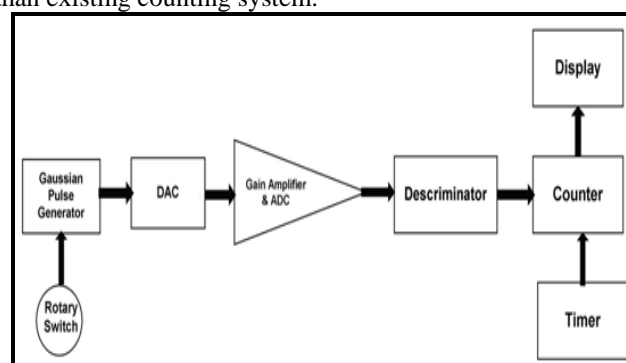 than existing counting system.
Display
Gaussian
Pulse
Generator
DAC
Gain Amplifier
& ADC
Descriminator
Counter
Rotary
Switch
Timer